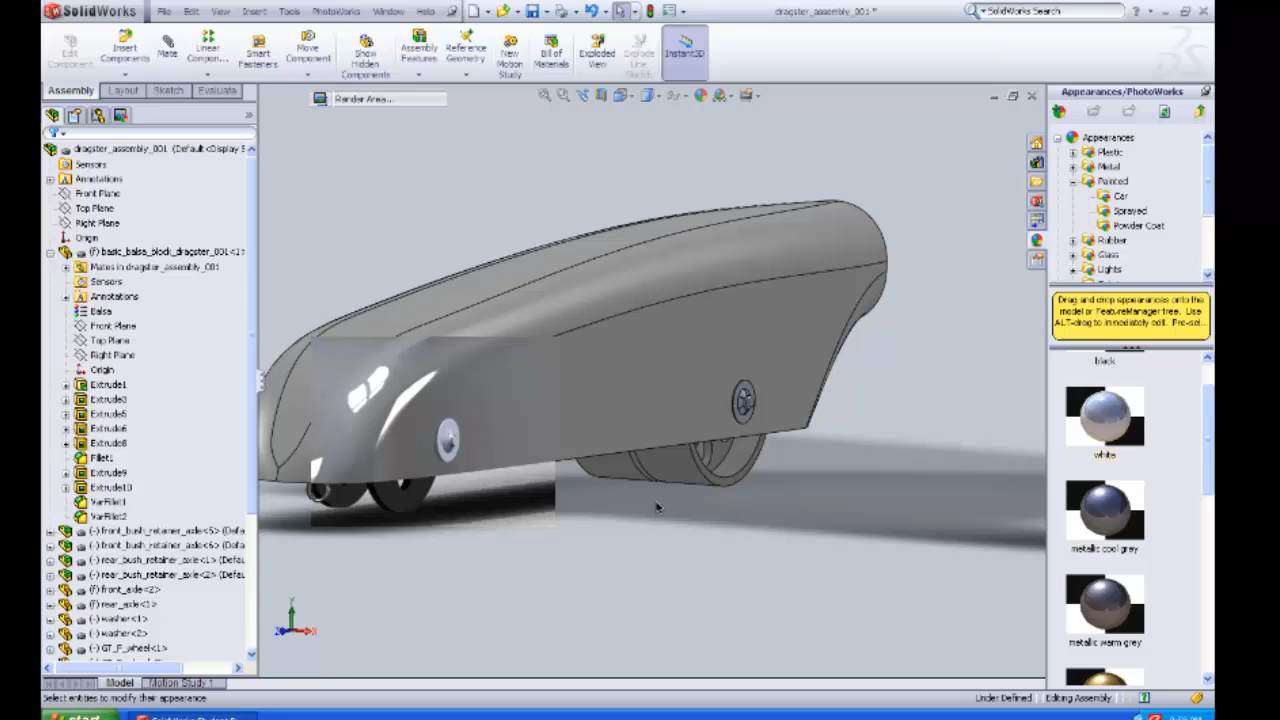 SolidWorks File Edit View Insert Tools PhotoWorks Window Help dragster_assembly_001 * SolidWorks Search
Edit Component
Insert Components
Mate
Linear Compon...
Smart Fasteners
Move Component
Show Hidden Components
Assembly Features
Reference Geometry
New Motion Study
Bill of Materials
Exploded View
Explode Line Sketch
Instant3D
Assembly Layout Sketch Evaluate
Render Area...
dragster_assembly_001 (Default<Display S
Sensors
Annotations
Front Plane
Top Plane
Right Plane
Origin
(f) basic_balsa_block_dragster_001<1>
Mates in dragster_assembly_001
Sensors
Annotations
Balsa
Front Plane
Top Plane
Right Plane
Origin
Extrude1
Extrude3
Extrude5
Extrude6
Extrude8
Fillet1
Extrude9
Extrude10
VarFillet1
VarFillet2
(-) front_bush_retainer_axle<5> (Defa
(-) front_bush_retainer_axle<6> (Defa
(-) rear_bush_retainer_axle<1> (Defau
(-) rear_bush_retainer_axle<2> (Defau
(f) front_axle<2>
(f) rear_axle<1>
(-) washer<1>
(-) washer<2>
(-) GT_F_wheel<1>
Model Motion Study 1
Y
Z X
Appearances/PhotoWorks
Appearances
Plastic
Metal
Painted
Car
Sprayed
Powder Coat
Rubber
Glass
Lights
Drag and drop appearances onto the
model or FeatureManager tree. Use
ALT-drag to immediately edit. Pre-sel...
black
white
metallic cool grey
metallic warm grey
Select entities to modify their appearance
Under Defined Editing Assembly
start